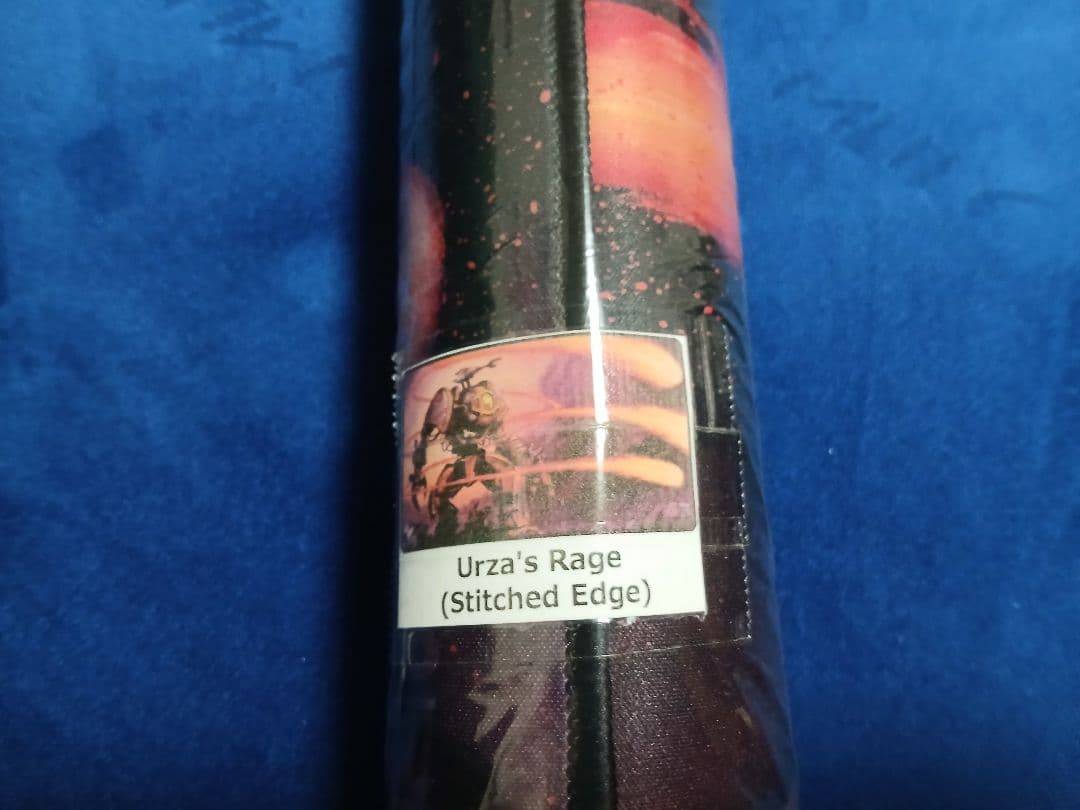 Urza's Rage
(Stitched Edge)